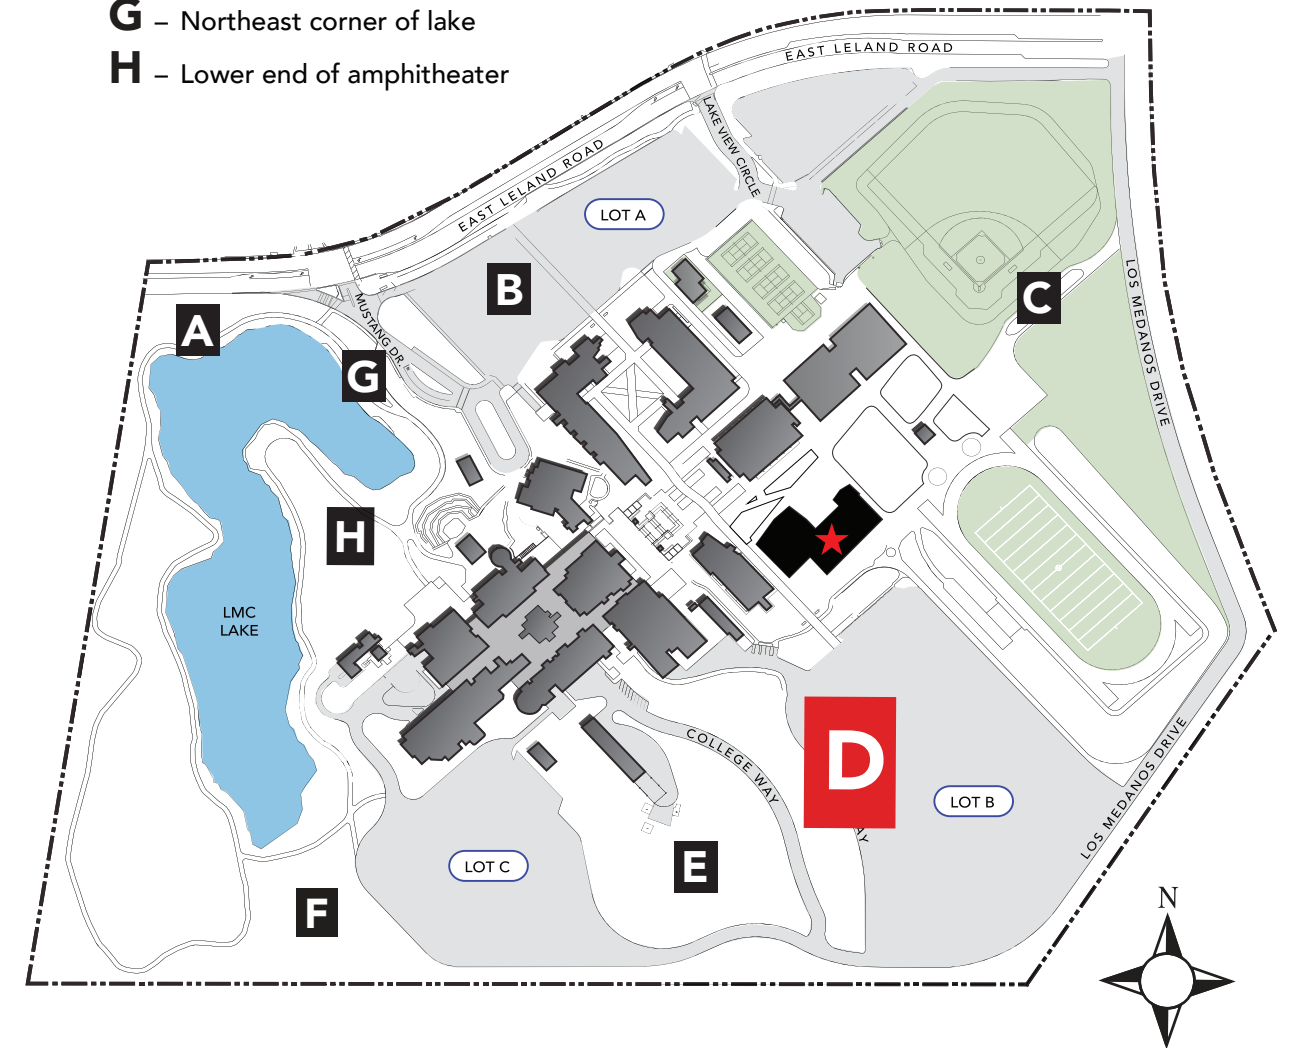 G – Northeast corner of lake
H – Lower end of amphitheater
EAST LELAND ROAD
LAKE VIEW CIRCLE
EAST LELAND ROAD
LOT A
B
C
LOS MEDANOS DRIVE
A
MUSTANG DR.
G
H
LMC
LAKE
D
COLLEGE WAY
LOT B
LOS MEDANOS DRIVE
AY
LOT C
E
F
N